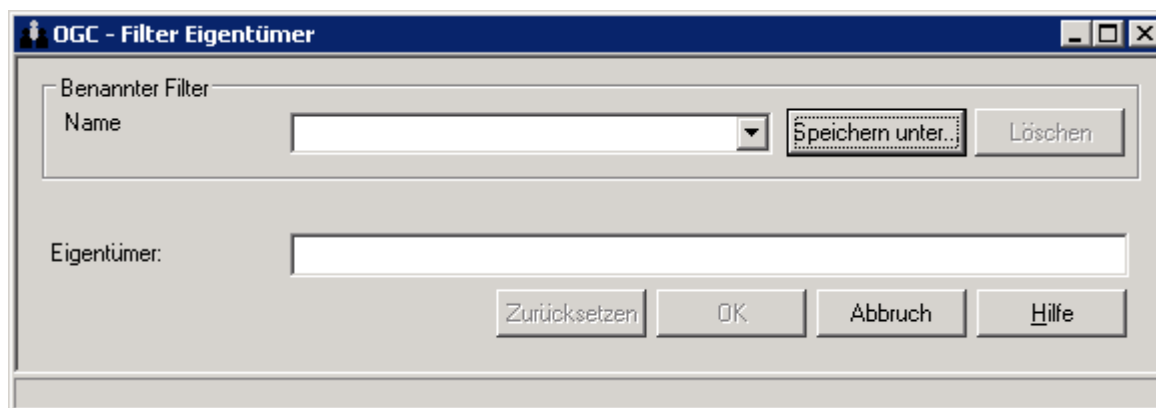 OGC - Filter Eigentümer
Benannter Filter
Name
Speichern unter..
Löschen
Eigentümer:
Zurücksetzen
OK
Abbruch
Hilfe